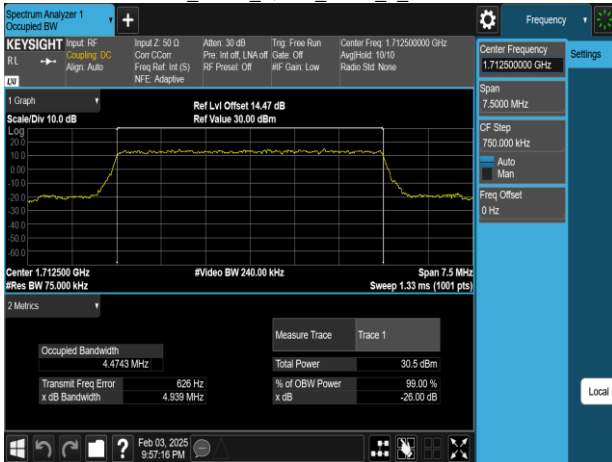 Spectrum Analyzer 1
Occupied BW
Frequency
KEYSIGHT
RL
LXI
Input: RF
Coupling: DC
Align: Auto
Input Z: 50 Ω
Corr CCorr
Freq Ref: Int (S)
NFE: Adaptive
Atten: 30 dB
Pre: Int off, LNA off
RF Presel: Off
Trig: Free Run
Gate: Off
#IF Gain: Low
Center Freq: 1.712500000 GHz
Avg|Hold: 10/10
Radio Std: None
Center Frequency
1.712500000 GHz
Settings
Span
7.5000 MHz
CF Step
750.000 kHz
Auto
Man
Freq Offset
0 Hz
Local
1 Graph
Scale/Div 10.0 dB
Ref Lvl Offset 14.47 dB
Ref Value 30.00 dBm
Log
20.0
10.0
0.00
-10.0
-20.0
-30.0
-40.0
-50.0
-60.0
Center 1.712500 GHz
#Video BW 240.00 kHz
Span 7.5 MHz
#Res BW 75.000 kHz
Sweep 1.33 ms (1001 pts)
2 Metrics
Measure Trace
Trace 1
Occupied Bandwidth
4.4743 MHz
Total Power
30.5 dBm
Transmit Freq Error
626 Hz
% of OBW Power
99.00 %
x dB Bandwidth
4.939 MHz
x dB
-26.00 dB
?
Feb 03, 2025
9:57:16 PM